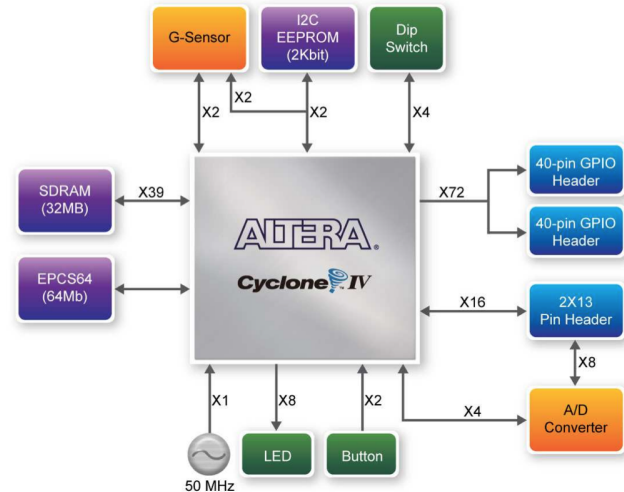 G-Sensor
I2C
EEPROM
(2Kbit)
Dip
Switch
X2
X2
X2
X4
SDRAM
(32MB)
X39
EPCS64
(64Mb)
ALTERA®
Cyclone™ IV
X72
40-pin GPIO
Header
40-pin GPIO
Header
X16
2X13
Pin Header
X8
X4
A/D
Converter
X1
X8
X2
50 MHz
LED
Button